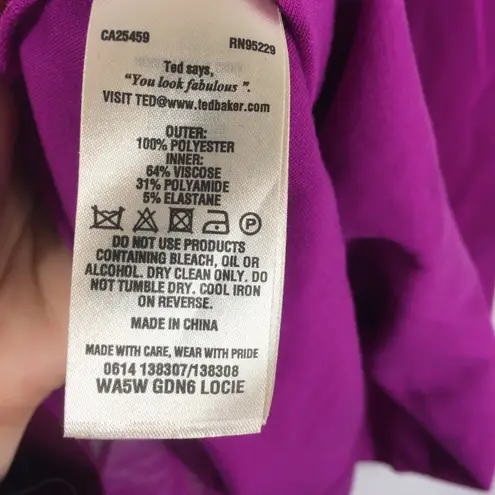 CA25459 RN95229
Ted says,
"You look fabulous".
VISIT TED@www.tedbaker.com
OUTER:
100% POLYESTER
INNER:
64% VISCOSE
31% POLYAMIDE
5% ELASTANE
P
DO NOT USE PRODUCTS
CONTAINING BLEACH, OIL OR
ALCOHOL. DRY CLEAN ONLY. DO
NOT TUMBLE DRY. COOL IRON
ON REVERSE.
MADE IN CHINA
MADE WITH CARE, WEAR WITH PRIDE
0614 138307/138308
WA5W GDN6 LOCIE